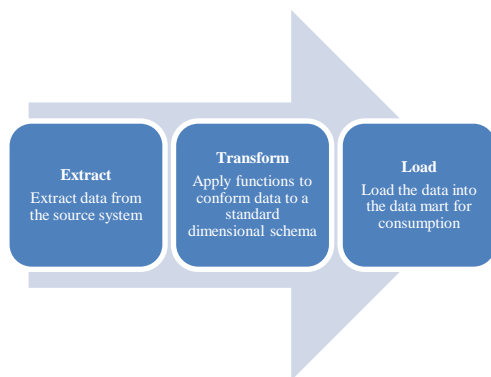 Extract
Extract data from
the source system
Transform
Apply functions to
conform data to a
standard
dimensional schema
Load
Load the data into
the data mart for
consumption